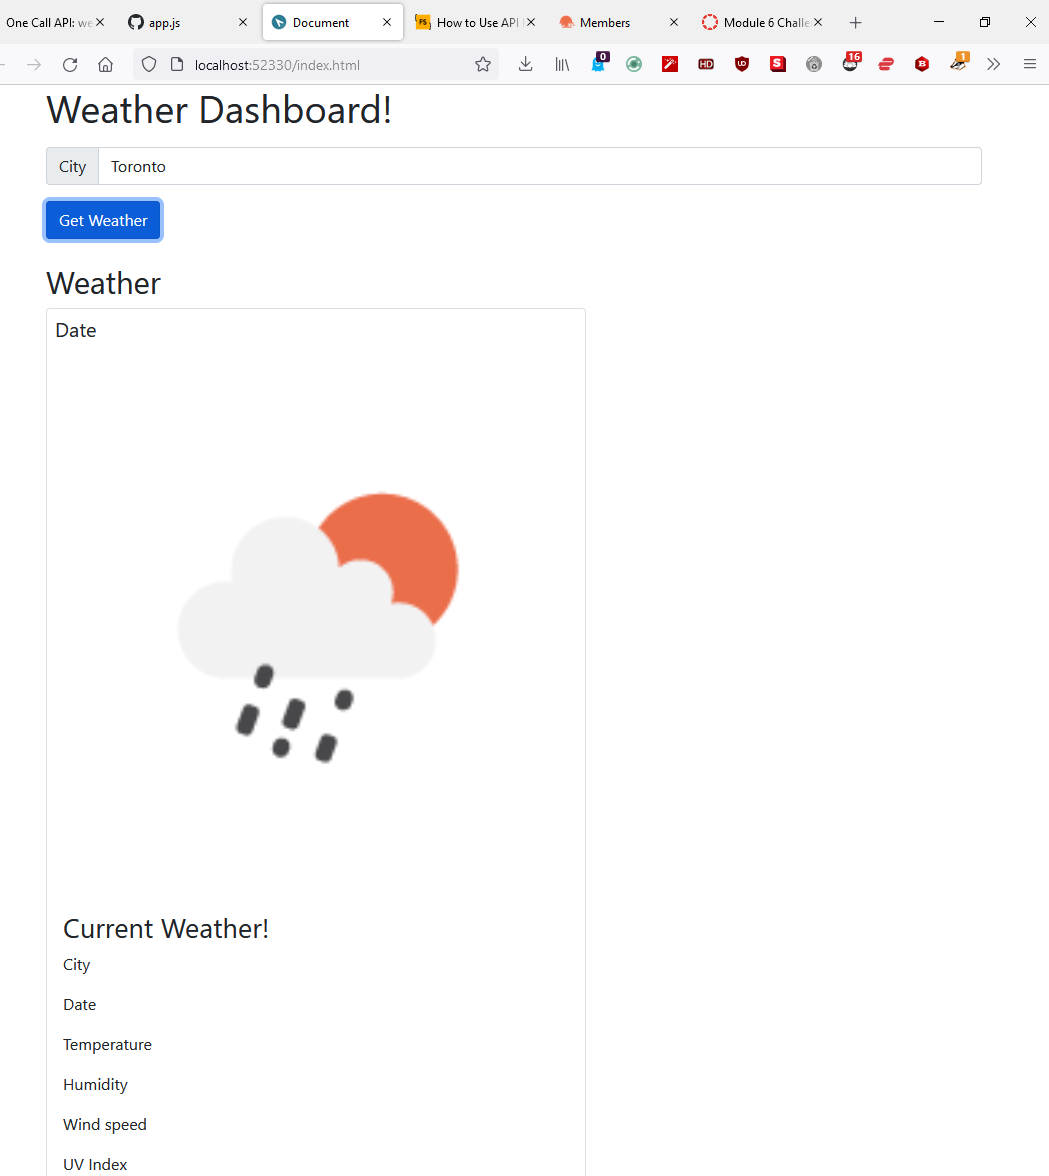 One Call API: we
app.js
Document
How to Use API
Members
Module 6 Challe
localhost:52330/index.html
0
HD
UD
S
16
B
1
Weather Dashboard!
City
Toronto
Get Weather
Weather
Date
Current Weather!
City
Date
Temperature
Humidity
Wind speed
UV Index